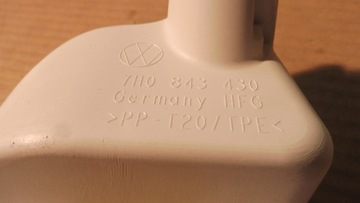 7H0 843 430
Germany HFG
>PP-T20/TPE<